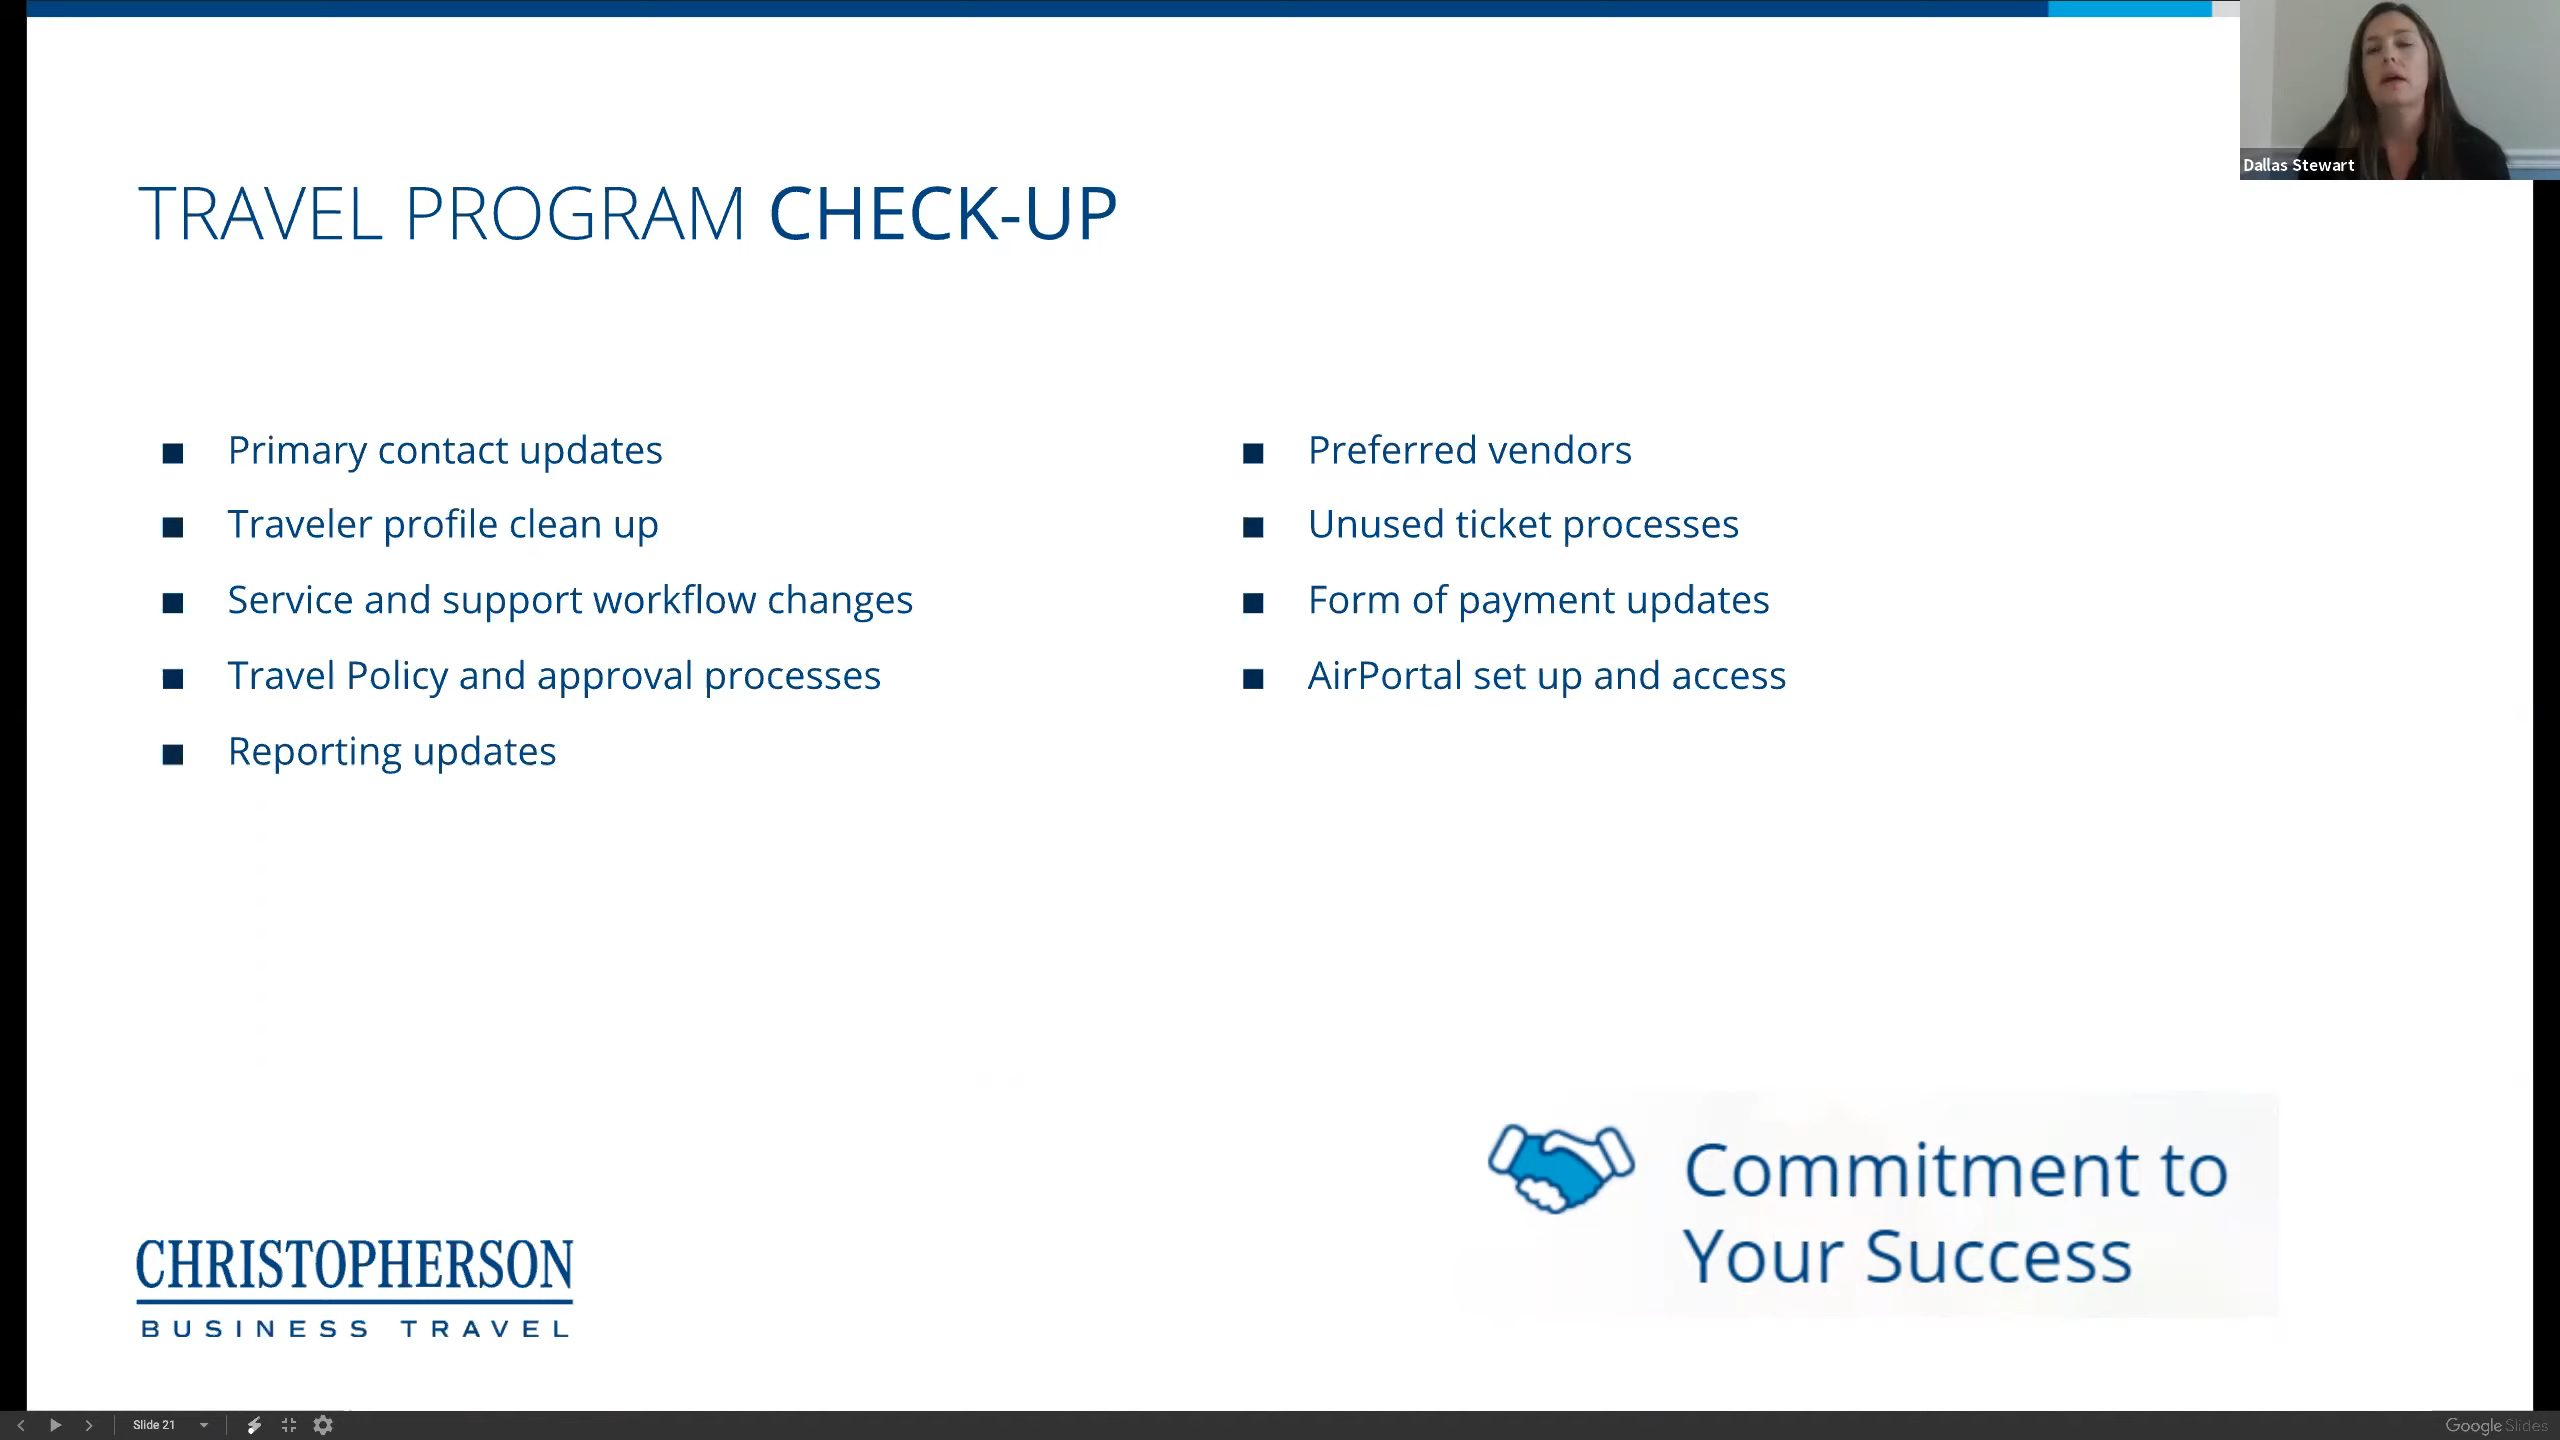 Dallas Stewart
TRAVEL PROGRAM CHECK-UP
■ Primary contact updates
■ Traveler profile clean up
■ Service and support workflow changes
■ Travel Policy and approval processes
■ Reporting updates
■ Preferred vendors
■ Unused ticket processes
■ Form of payment updates
■ AirPortal set up and access
Commitment to
Your Success
CHRISTOPHERSON
BUSINESS TRAVEL
Slide 21
Google Slides